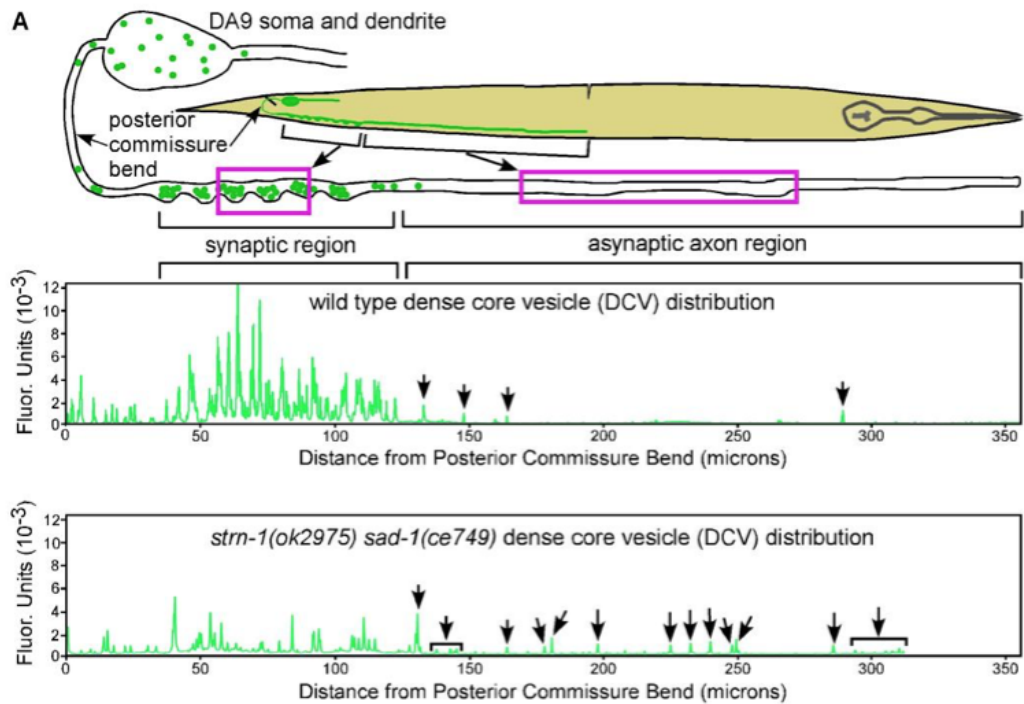 A
DA9 soma and dendrite
posterior
commissure
bend
synaptic region
asynaptic axon region
wild type dense core vesicle (DCV) distribution
Fluor. Units (10-3)
12
10
8
6
4
2
0
0 50 100 150 200 250 300 350
Distance from Posterior Commissure Bend (microns)
strn-1(ok2975) sad-1(ce749) dense core vesicle (DCV) distribution
Fluor. Units (10-3)
12
10
8
6
4
2
0
0 50 100 150 200 250 300 350
Distance from Posterior Commissure Bend (microns)